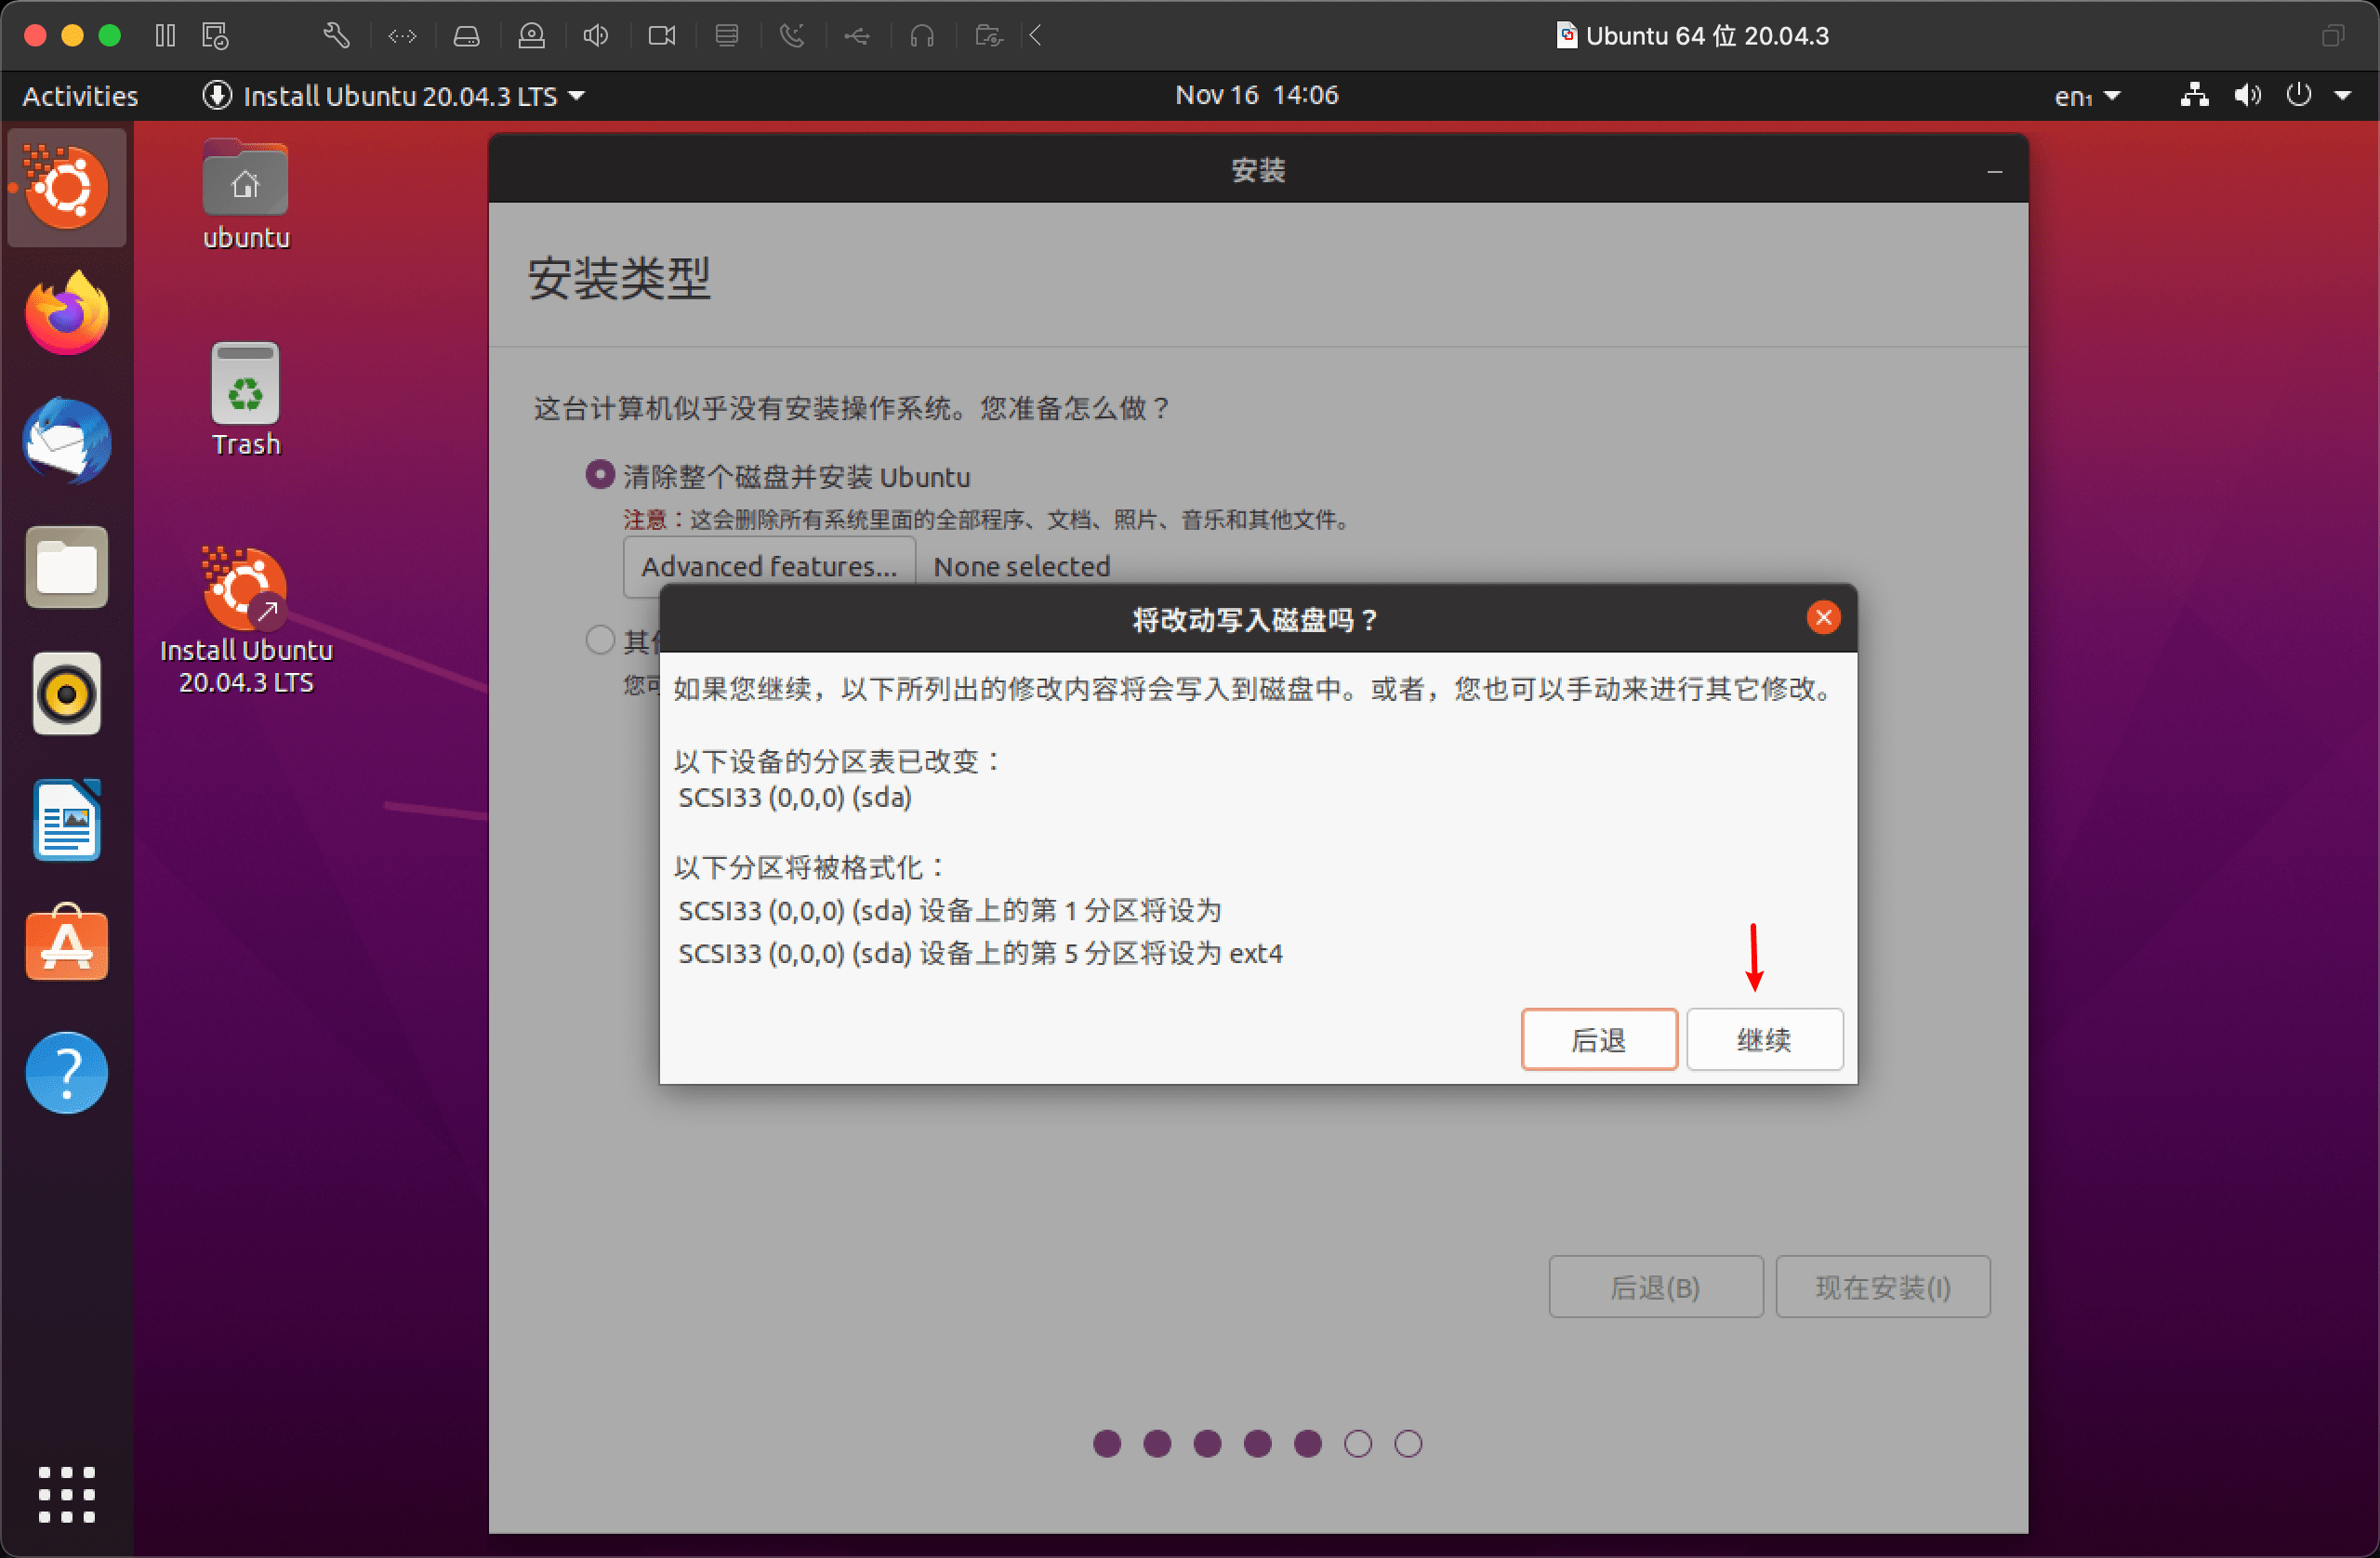 Ubuntu 64 位 20.04.3
Activities
Install Ubuntu 20.04.3 LTS
Nov 16 14:06
en₁
ubuntu
Trash
Install Ubuntu
20.04.3 LTS
安装
安装类型
这台计算机似乎没有安装操作系统。您准备怎么做？
清除整个磁盘并安装 Ubuntu
注意：这会删除所有系统里面的全部程序、文档、照片、音乐和其他文件。
Advanced features...
None selected
其
您可
将改动写入磁盘吗？
如果您继续，以下所列出的修改内容将会写入到磁盘中。或者，您也可以手动来进行其它修改。
以下设备的分区表已改变：
SCSI33 (0,0,0) (sda)
以下分区将被格式化：
SCSI33 (0,0,0) (sda) 设备上的第 1 分区将设为
SCSI33 (0,0,0) (sda) 设备上的第 5 分区将设为 ext4
后退
继续
后退(B)
现在安装(I)